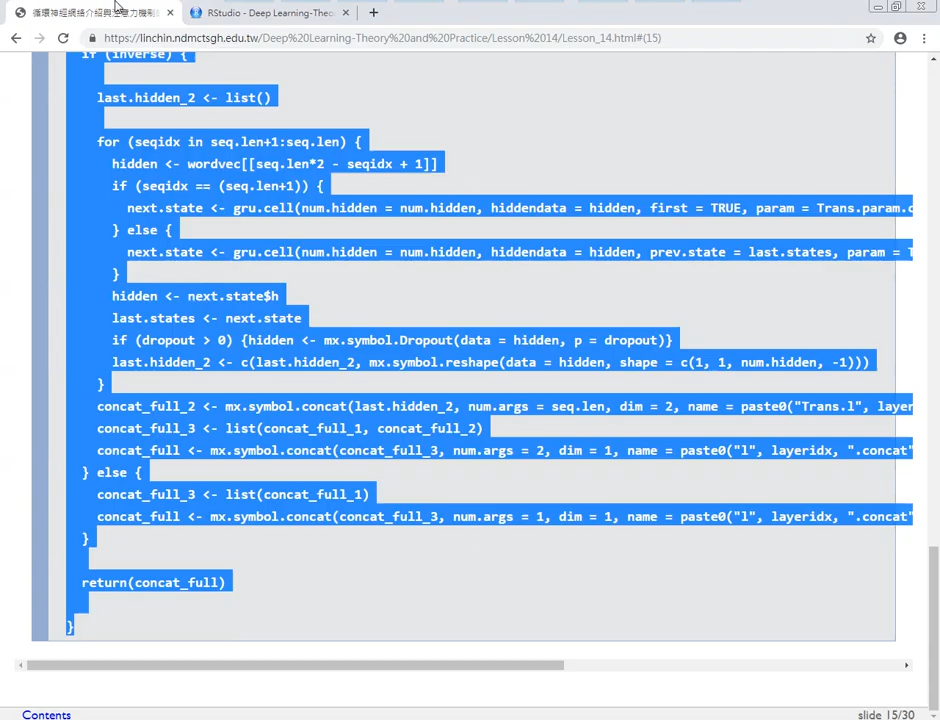 循環神經網絡介紹與注意力機制
RStudio - Deep Learning-Theo
https://linchin.ndmctsgh.edu.tw/Deep%20Learning-Theory%20and%20Practice/Lesson%2014/Lesson_14.html#(15)
if (inverse) {
last.hidden_2 <- list()
for (seqidx in seq.len+1:seq.len) {
hidden <- wordvec[[seq.len*2 - seqidx + 1]]
if (seqidx == (seq.len+1)) {
next.state <- gru.cell(num.hidden = num.hidden, hiddendata = hidden, first = TRUE, param = Trans.param.c
} else {
next.state <- gru.cell(num.hidden = num.hidden, hiddendata = hidden, prev.state = last.states, param = T
}
hidden <- next.state$h
last.states <- next.state
if (dropout > 0) {hidden <- mx.symbol.Dropout(data = hidden, p = dropout)}
last.hidden_2 <- c(last.hidden_2, mx.symbol.reshape(data = hidden, shape = c(1, 1, num.hidden, -1)))
}
concat_full_2 <- mx.symbol.concat(last.hidden_2, num.args = seq.len, dim = 2, name = paste0("Trans.l", layer
concat_full_3 <- list(concat_full_1, concat_full_2)
concat_full <- mx.symbol.concat(concat_full_3, num.args = 2, dim = 1, name = paste0("l", layeridx, ".concat"
} else {
concat_full_3 <- list(concat_full_1)
concat_full <- mx.symbol.concat(concat_full_3, num.args = 1, dim = 1, name = paste0("l", layeridx, ".concat"
}
return(concat_full)
}
Contents
slide 15/30